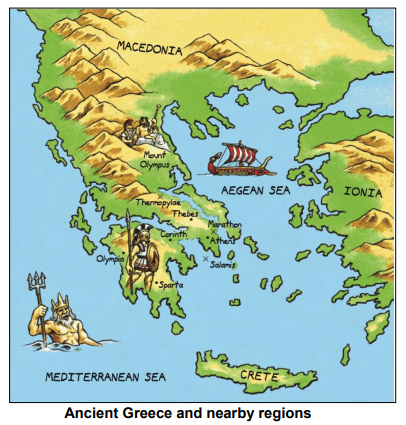 MACEDONIA
Mount
Olympus
AEGEAN SEA
IONIA
Thermopylae
Thebes
Marathon
Corinth
Athens
Olympia
Salamis
Sparta
MEDITERRANEAN SEA
CRETE
Ancient Greece and nearby regions